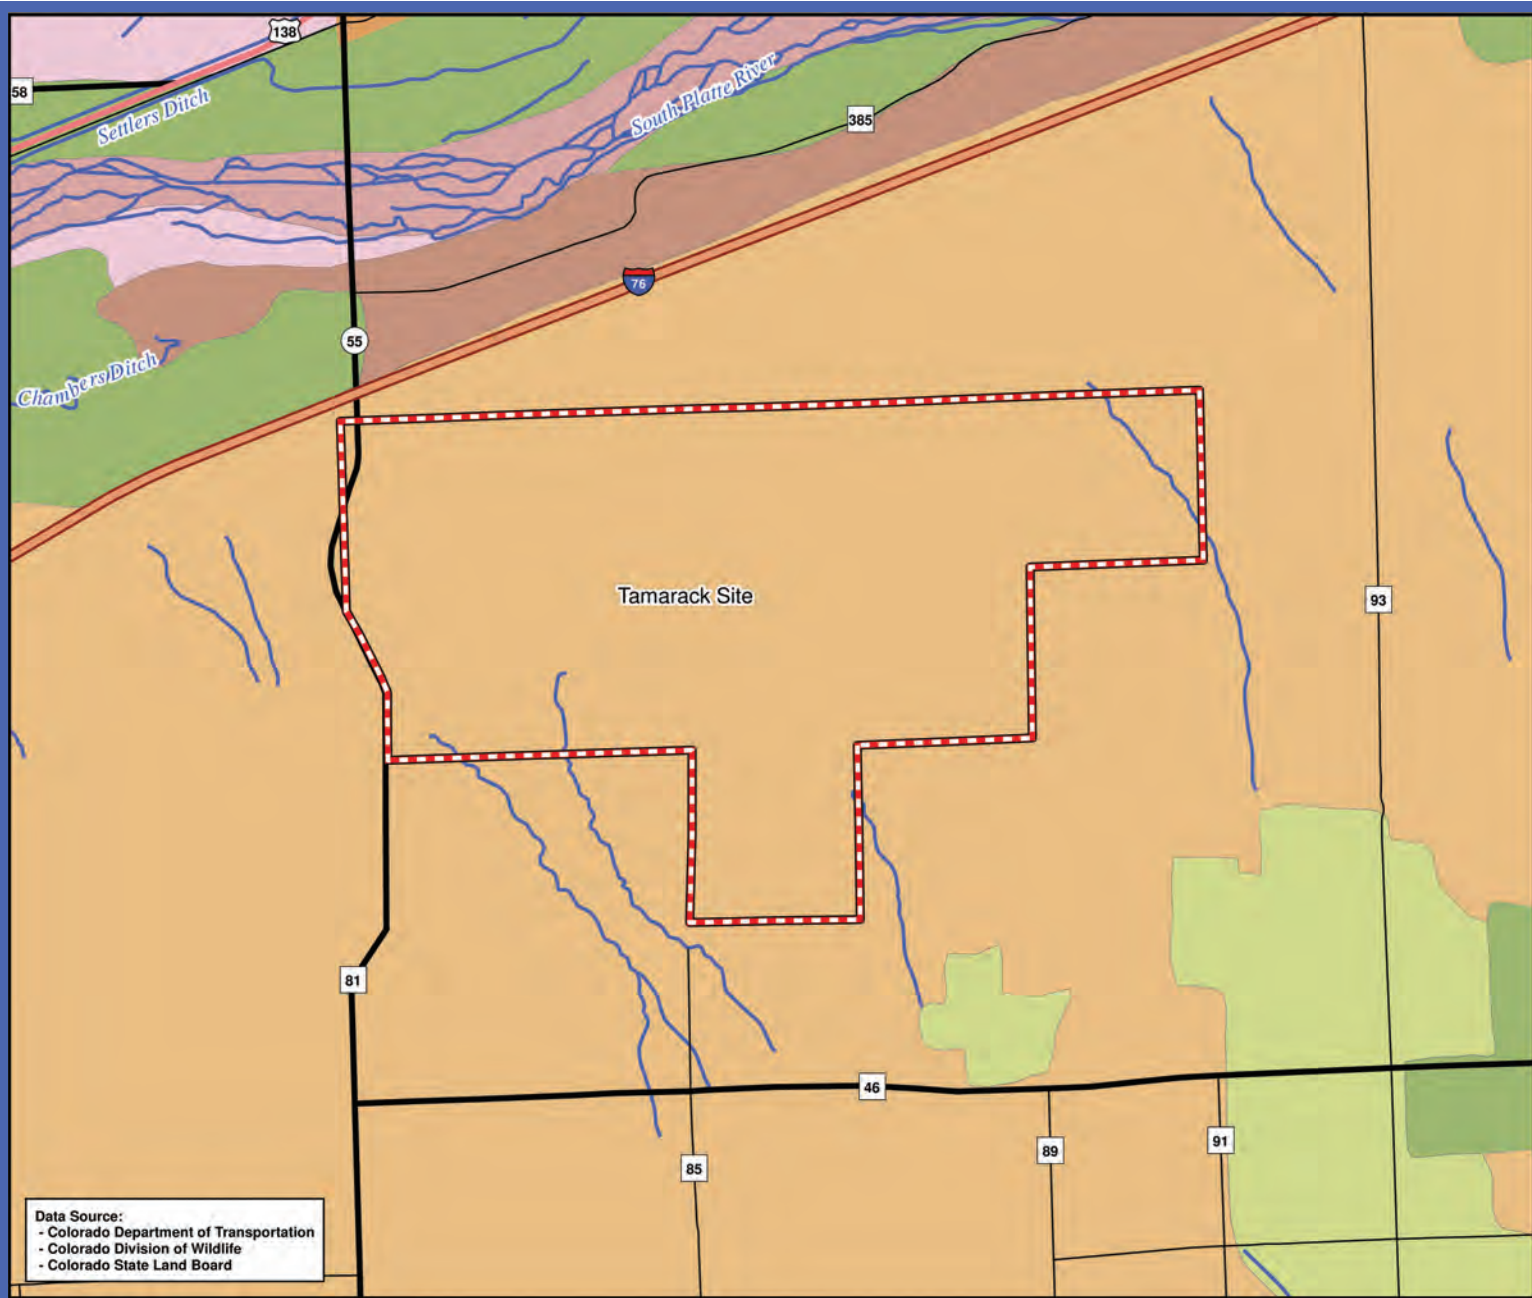 138
58
Settlers Ditch
South Platte River
385
76
55
Chambers Ditch
Tamarack Site
93
81
46
85
89
91
Data Source:
- Colorado Department of Transportation
- Colorado Division of Wildlife
- Colorado State Land Board